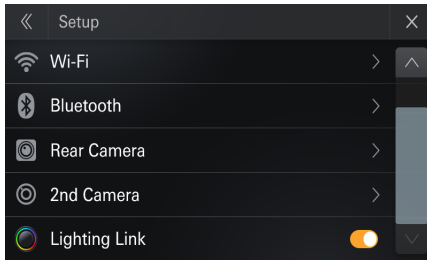 Setup
Wi-Fi
Bluetooth
Rear Camera
2nd Camera
Lighting Link